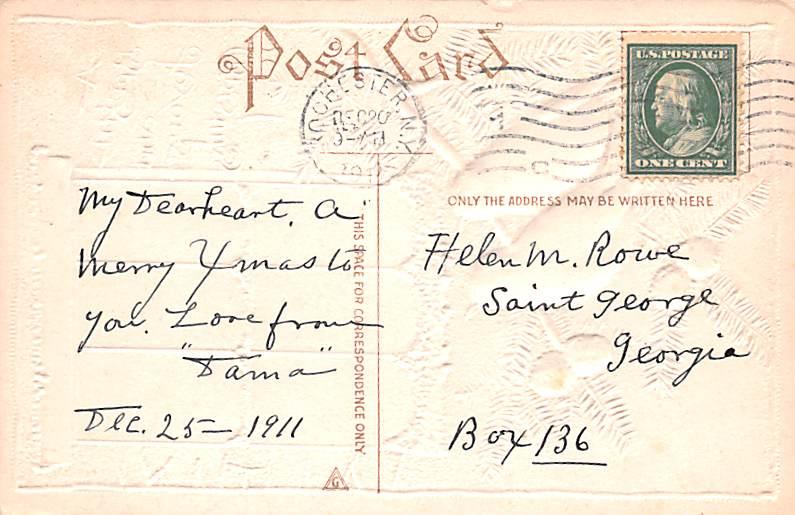 Post Card
ROCHESTER, N.Y.
DEC 20
U.S. POSTAGE
ONE CENT
THIS SPACE FOR CORRESPONDENCE ONLY
ONLY THE ADDRESS MAY BE WRITTEN HERE
My Dearheart, A
Merry Xmas to
you. Love from
"Dama"
Dec. 25 - 1911
Helen M. Rowe
Saint George
Georgia
Box 136
G